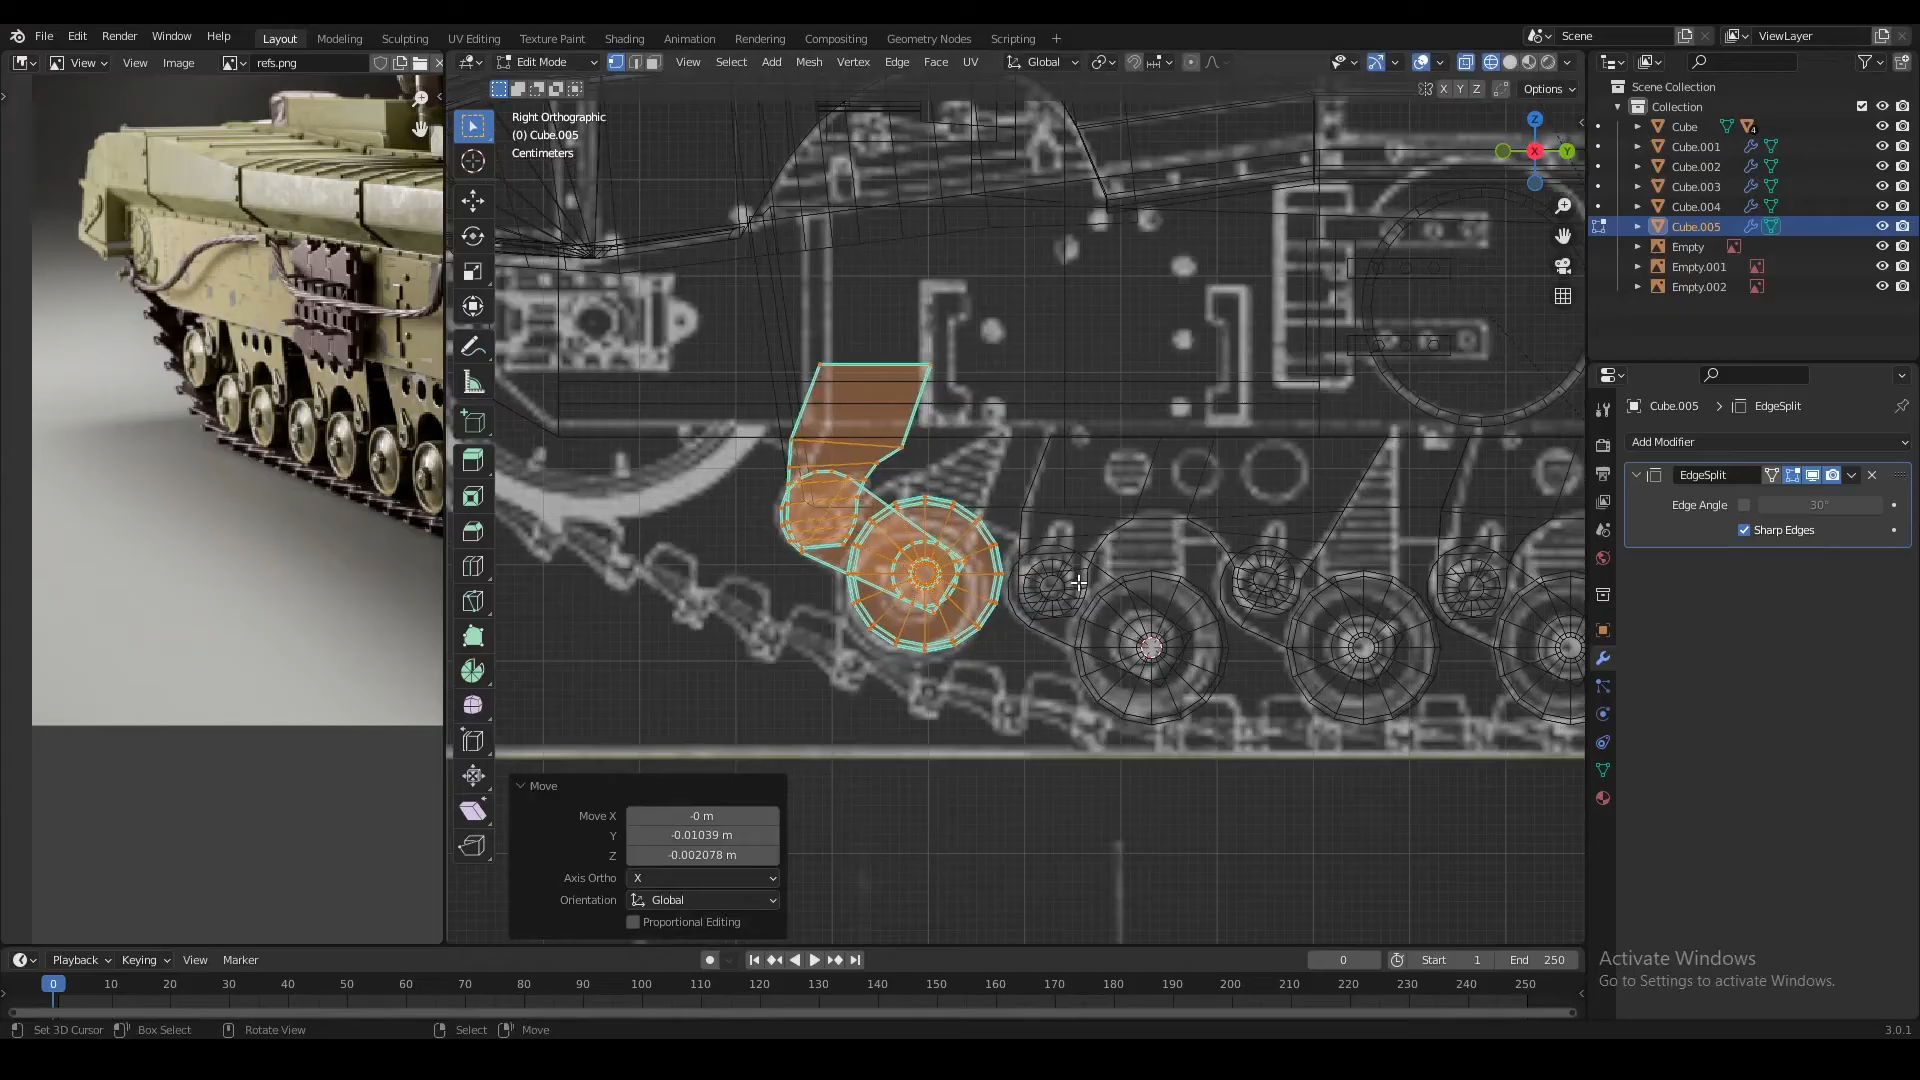 File Edit Render Window Help Layout Modeling Sculpting UV Editing Texture Paint Shading Animation Rendering Compositing Geometry Nodes Scripting
Scene
ViewLayer
View View Image refs.png
Edit Mode View Select Add Mesh Vertex Edge Face UV Global
X Y Z Options
Right Orthographic
(0) Cube.005
Centimeters
Z
X
Y
Scene Collection
Collection
Cube
4
Cube.001
Cube.002
Cube.003
Cube.004
Cube.005
Empty
Empty.001
Empty.002
Cube.005 EdgeSplit
Add Modifier
EdgeSplit
Edge Angle 30°
Sharp Edges
Move
Move X -0 m
Y -0.01039 m
Z -0.002078 m
Axis Ortho X
Orientation Global
Proportional Editing
Playback Keying View Marker
0 Start 1 End 250
0 10 20 30 40 50 60 70 80 90 100 110 120 130 140 150 160 170 180 190 200 210 220 230 240 250
Activate Windows
Go to Settings to activate Windows.
Set 3D Cursor Box Select Rotate View Select Move 3.0.1